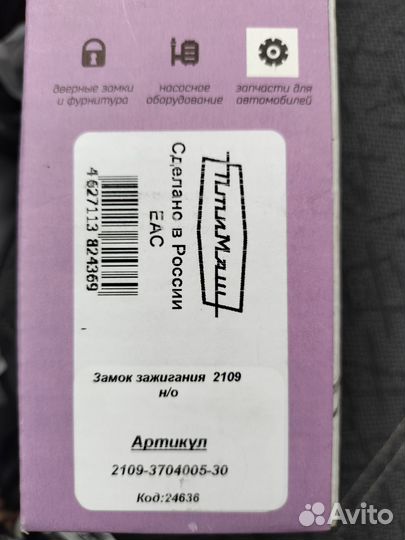 дверные замки
и фурнитура
насосное
оборудование
запчасти для
автомобилей
4 627113 824369
Сделано в России
ЕАС
ПтиМаш
Замок зажигания 2109
н/о
Артикул
2109-3704005-30
Код:24636
Avito